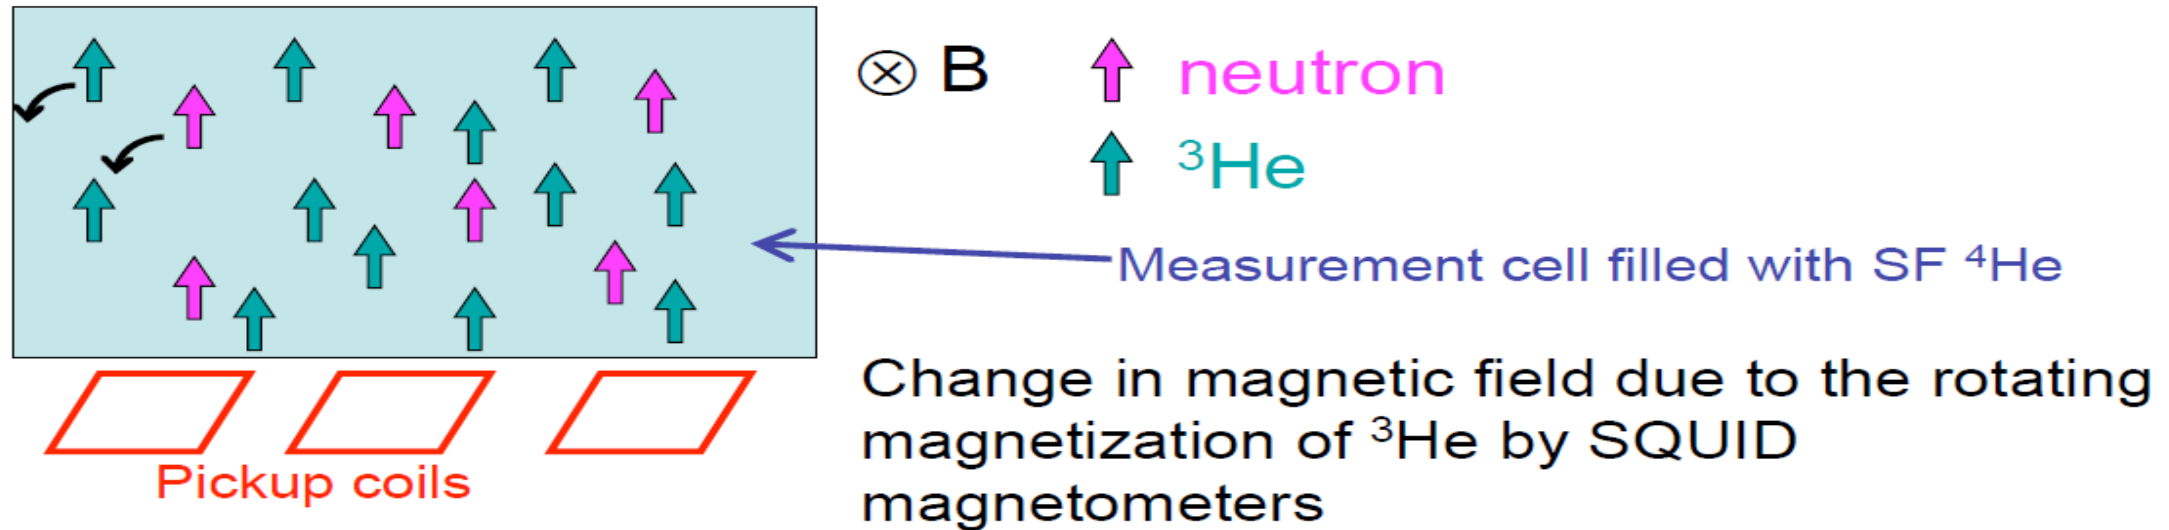 ⊗ B
neutron
³He
Measurement cell filled with SF ⁴He
Change in magnetic field due to the rotating
magnetization of ³He by SQUID
magnetometers
Pickup coils